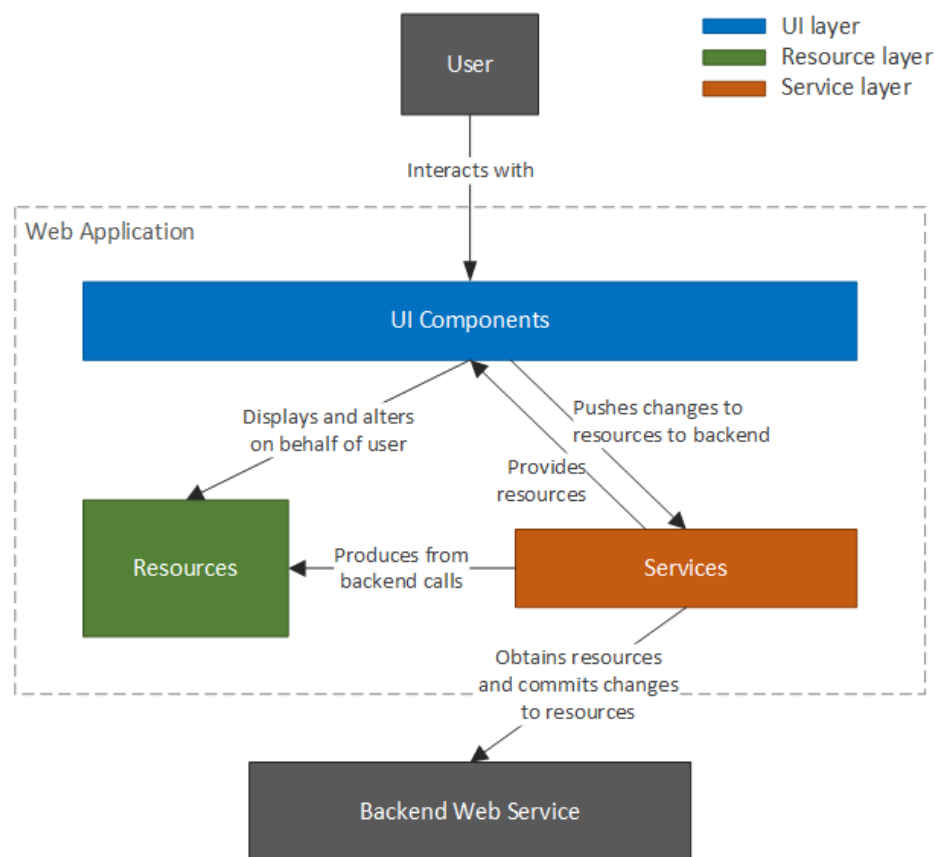 User
UI layer
Resource layer
Service layer
Interacts with
Web Application
UI Components
Displays and alters
on behalf of user
Pushes changes to
resources to backend
Provides
resources
Resources
Produces from
backend calls
Services
Obtains resources
and commits changes
to resources
Backend Web Service